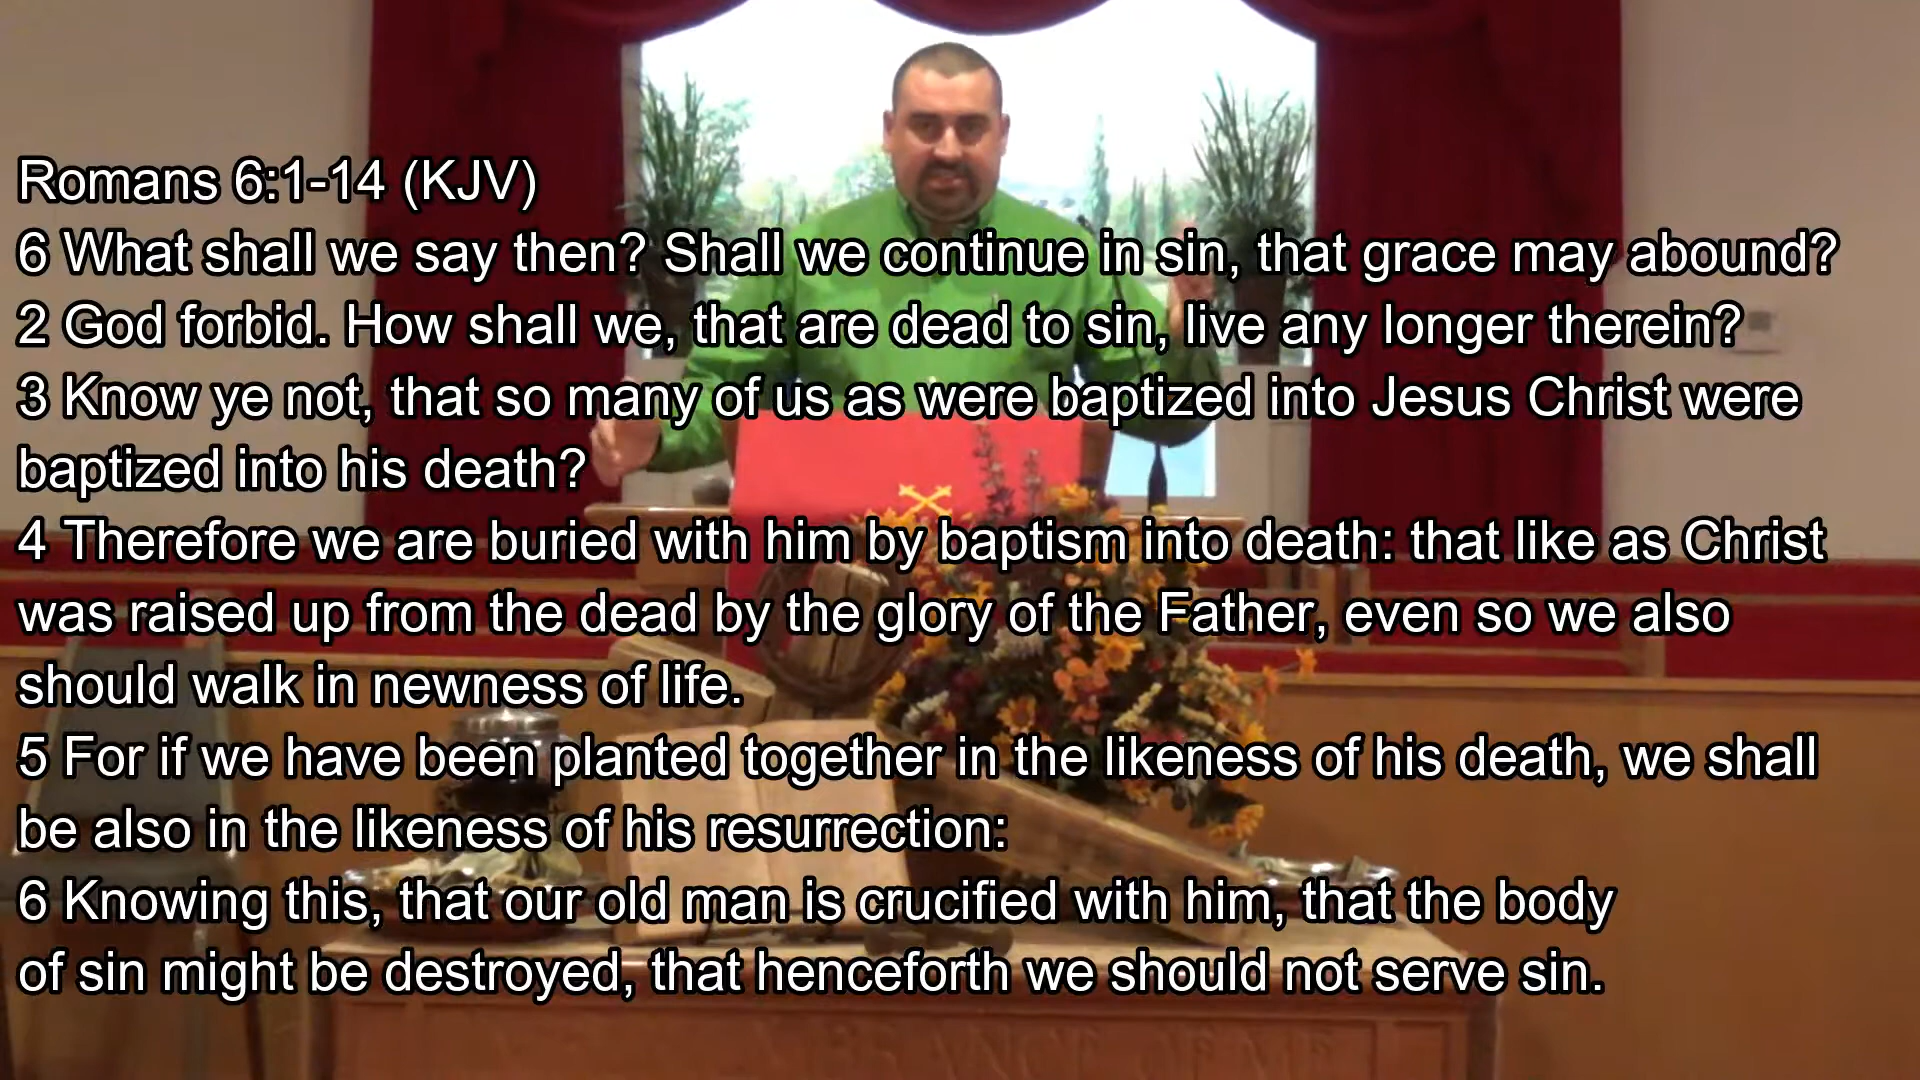 Romans 6:1-14 (KJV)
6 What shall we say then? Shall we continue in sin, that grace may abound?
2 God forbid. How shall we, that are dead to sin, live any longer therein?
3 Know ye not, that so many of us as were baptized into Jesus Christ were
baptized into his death?
4 Therefore we are buried with him by baptism into death: that like as Christ
was raised up from the dead by the glory of the Father, even so we also
should walk in newness of life.
5 For if we have been planted together in the likeness of his death, we shall
be also in the likeness of his resurrection:
6 Knowing this, that our old man is crucified with him, that the body
of sin might be destroyed, that henceforth we should not serve sin.